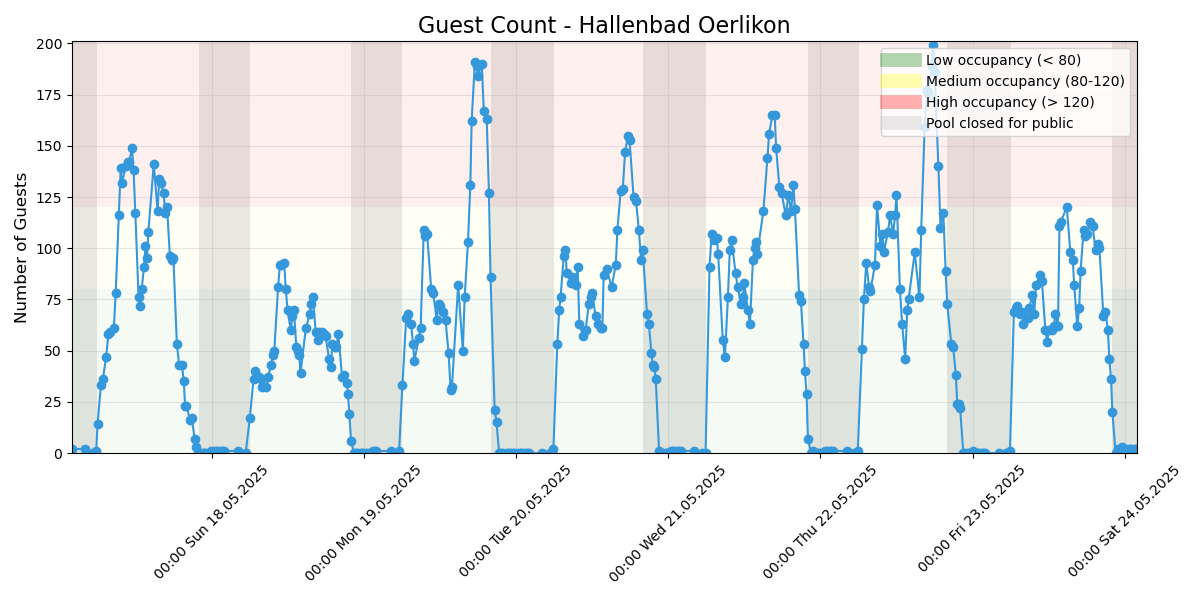 Guest Count - Hallenbad Oerlikon
Low occupancy (< 80)
Medium occupancy (80-120)
High occupancy (> 120)
Pool closed for public
Number of Guests
200
175
150
125
100
75
50
25
0
00:00 Sun 18.05.2025
00:00 Mon 19.05.2025
00:00 Tue 20.05.2025
00:00 Wed 21.05.2025
00:00 Thu 22.05.2025
00:00 Fri 23.05.2025
00:00 Sat 24.05.2025